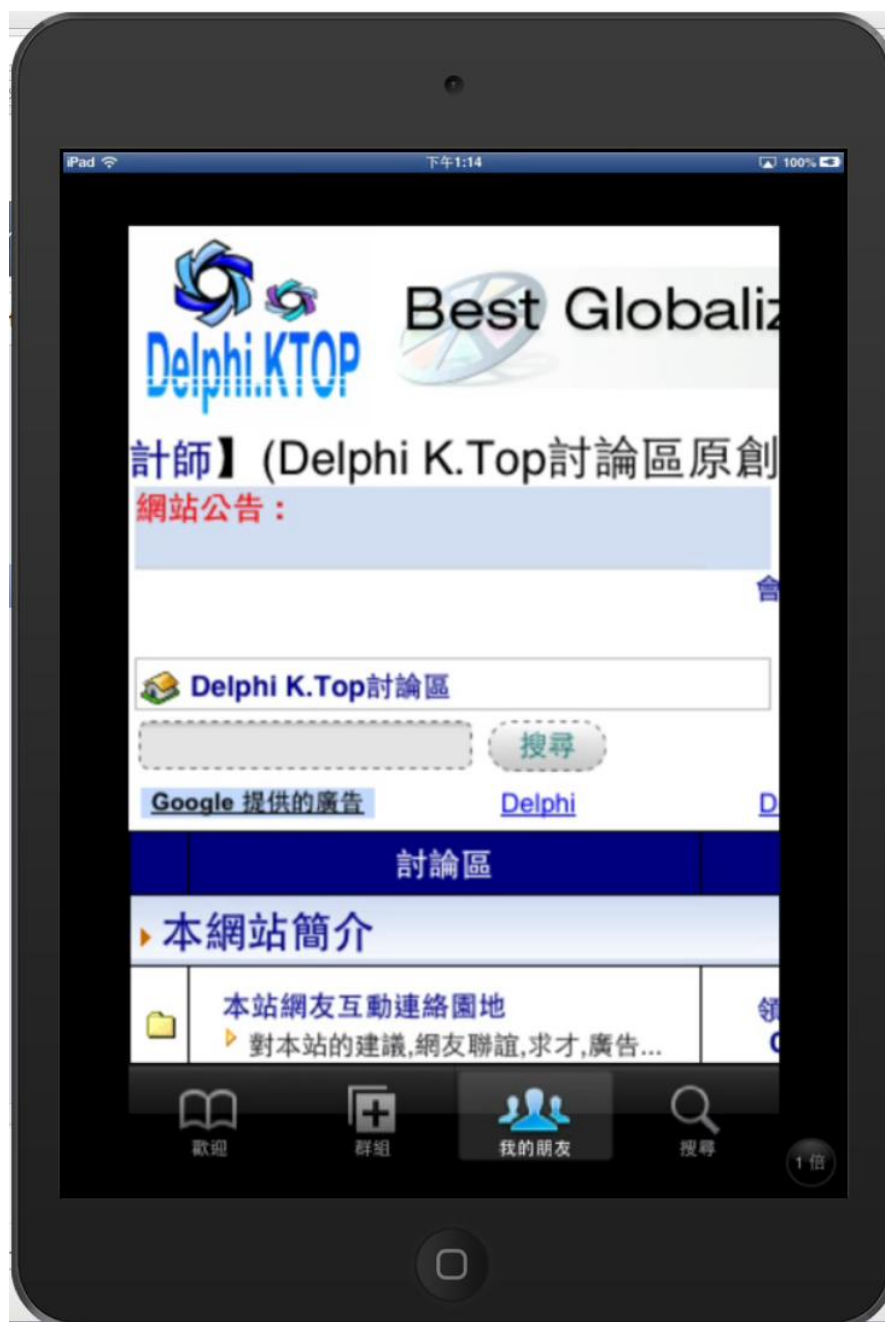 iPad 下午1:14 100%
Delphi.KTOP
Best Globaliz
計師】(Delphi K.Top討論區原創
網站公告：
會
Delphi K.Top討論區
搜尋
Google 提供的廣告 Delphi D
討論區
本網站簡介
本站網友互動連絡園地
對本站的建議,網友聯誼,求才,廣告...
領
歡迎 群組 我的朋友 搜尋
1 倍